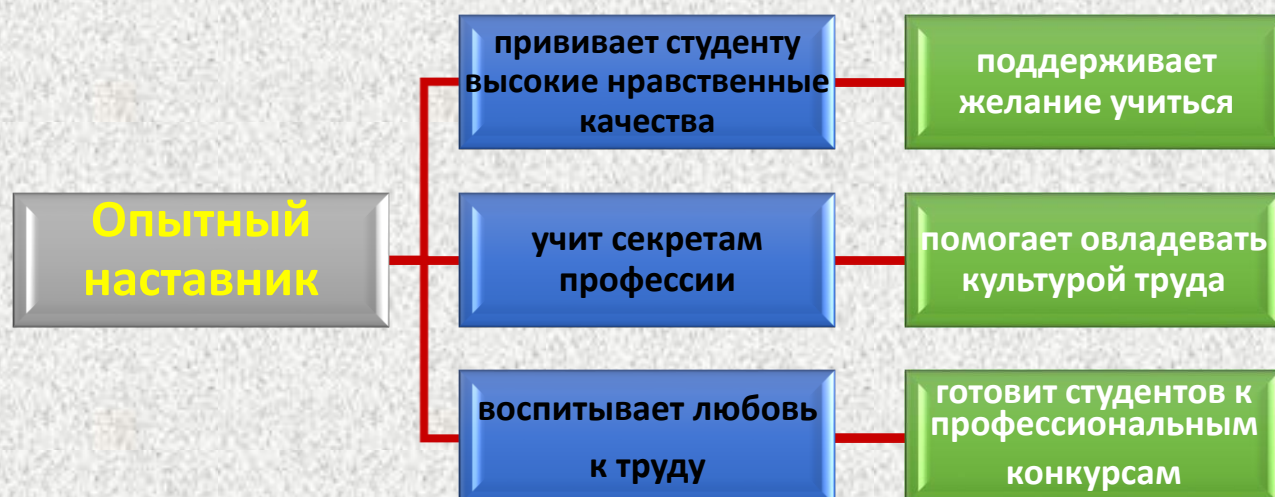 Опытный
наставник
прививает студенту
высокие нравственные
качества
поддерживает
желание учиться
учит секретам
профессии
помогает овладевать
культурой труда
воспитывает любовь
к труду
готовит студентов к
профессиональным
конкурсам